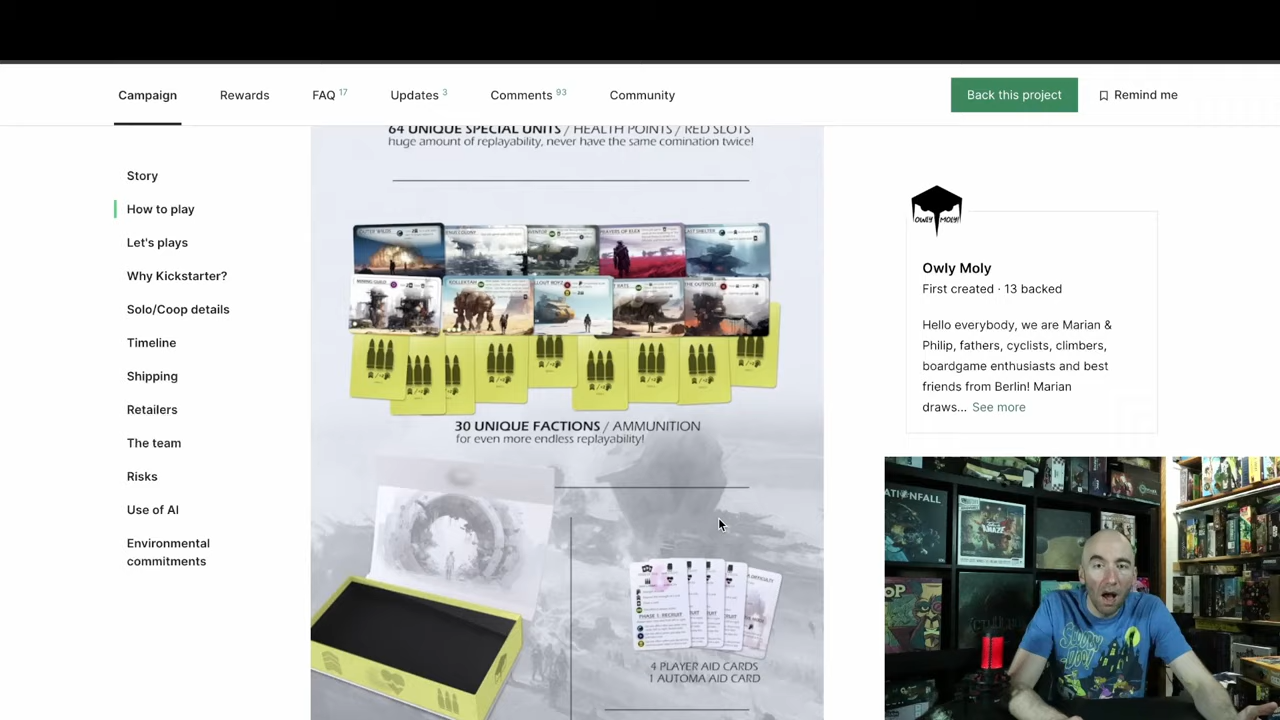 Campaign
Rewards
FAQ 17
Updates 3
Comments 93
Community
Back this project
Remind me
Story
How to play
Let's plays
Why Kickstarter?
Solo/Coop details
Timeline
Shipping
Retailers
The team
Risks
Use of AI
Environmental
commitments
64 UNIQUE SPECIAL UNITS / HEALTH POINTS / RED SLOTS
huge amount of replayability, never have the same comination twice!
30 UNIQUE FACTIONS / AMMUNITION
for even more endless replayability!
PHASE 1: RECRUIT
4 PLAYER AID CARDS
1 AUTOMA AID CARD
OWLY MOLY!
Owly Moly
First created · 13 backed
Hello everybody, we are Marian &
Philip, fathers, cyclists, climbers,
boardgame enthusiasts and best
friends from Berlin! Marian
draws... See more